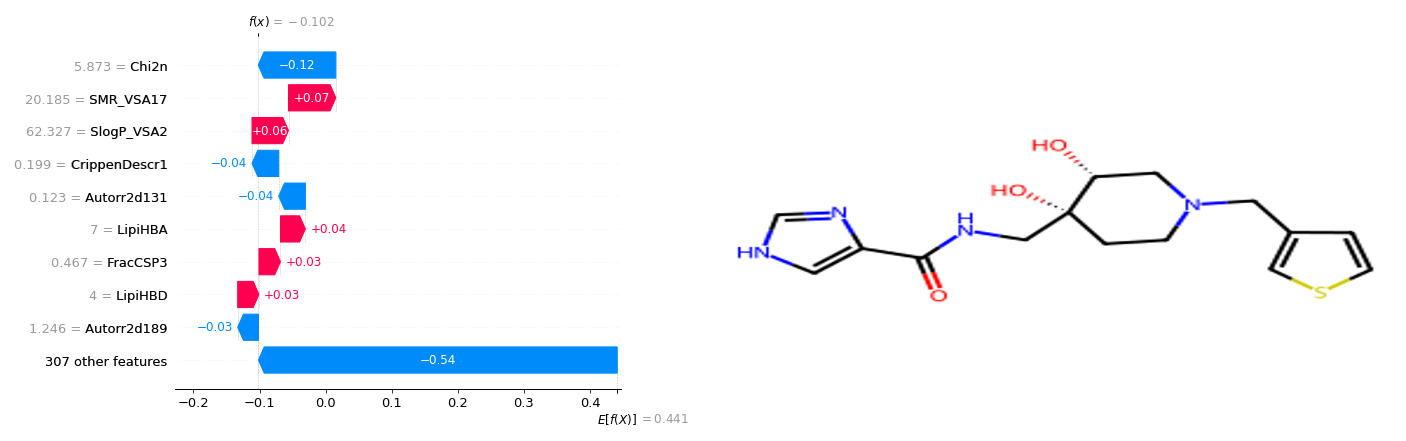 f(x) = −0.102
5.873 = Chi2n −0.12
20.185 = SMR_VSA17 +0.07
62.327 = SlogP_VSA2 +0.06
0.199 = CrippenDescr1 −0.04
0.123 = Autorr2d131 −0.04
7 = LipiHBA +0.04
0.467 = FracCSP3 +0.03
4 = LipiHBD +0.03
1.246 = Autorr2d189 −0.03
307 other features −0.54
−0.2 −0.1 0.0 0.1 0.2 0.3 0.4
E[f(X)] = 0.441
HO
HO
N
H
N
N
HN
O
S